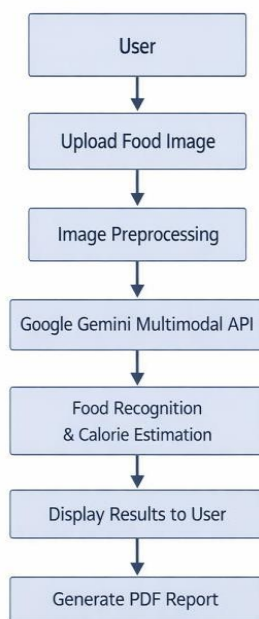 User
Upload Food Image
Image Preprocessing
Google Gemini Multimodal API
Food Recognition
& Calorie Estimation
Display Results to User
Generate PDF Report